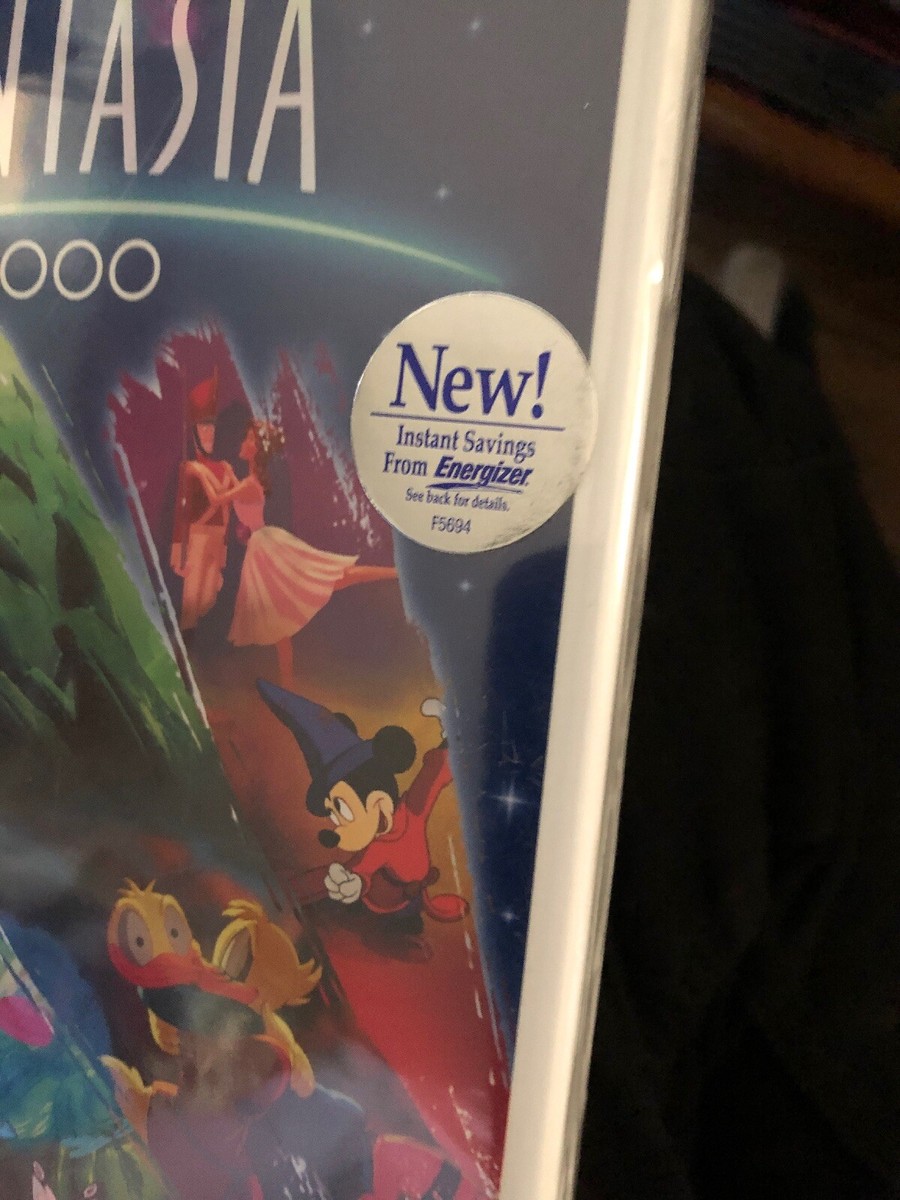 NTASIA
000
New!
Instant Savings
From Energizer.
See back for details.
F5694